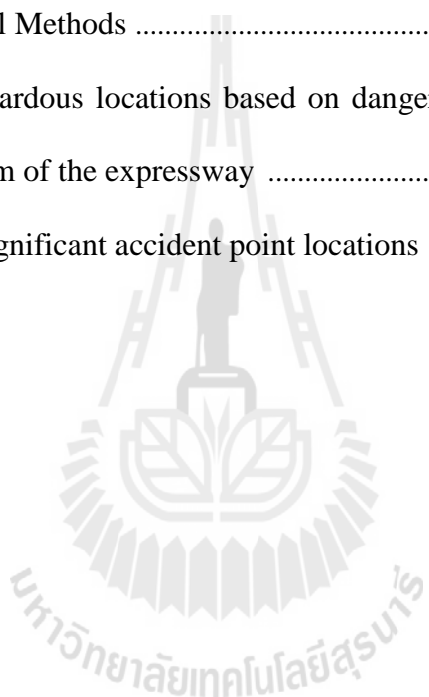 l Methods ....................................
ardous locations based on danger
m of the expressway .....................
gnificant accident point locations
มหาวิทยาลัยเทคโนโลยีสุรนารี